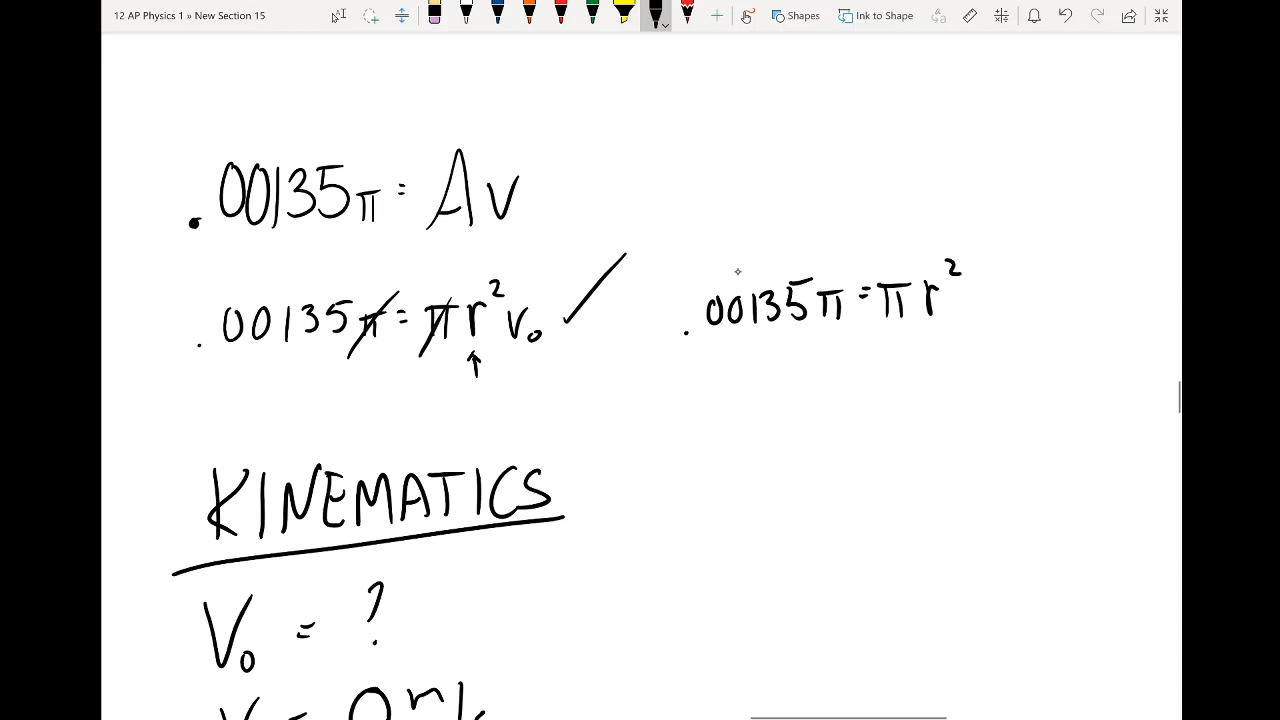 12 AP Physics 1 » New Section 15
Shapes
Ink to Shape
.00135π = Av
.00135π = πr²v₀
.00135π = πr²
KINEMATICS
V₀ = ?